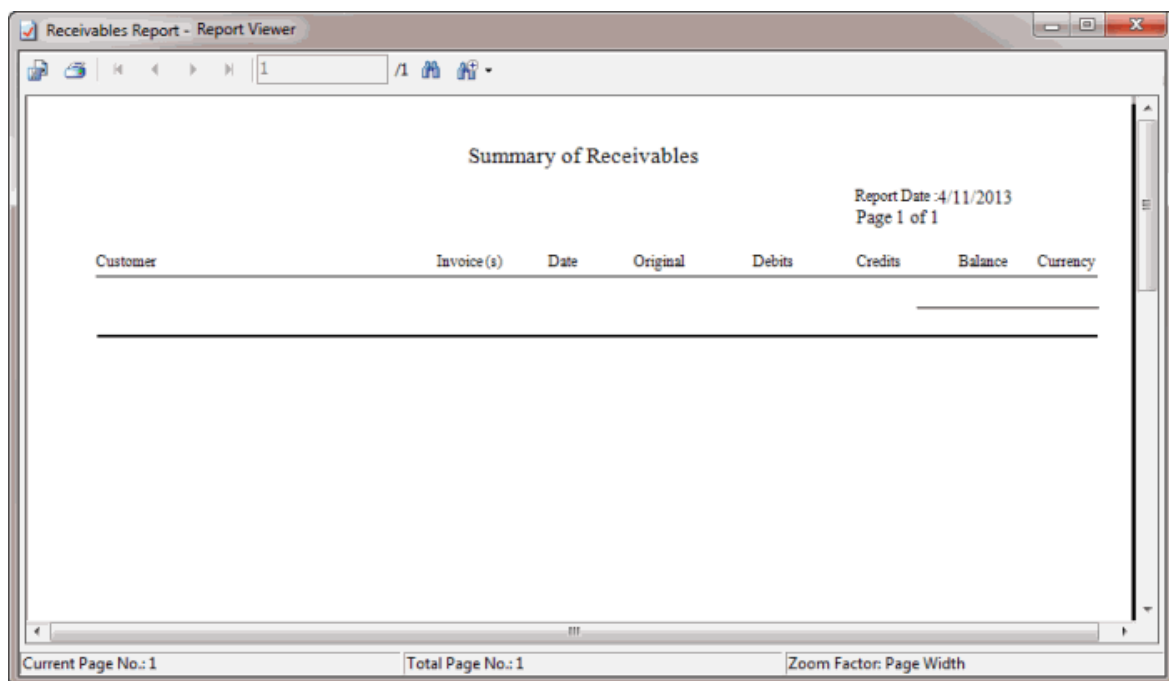 Receivables Report - Report Viewer
1 /1
Summary of Receivables
Report Date :4/11/2013
Page 1 of 1
Customer Invoice(s) Date Original Debits Credits Balance Currency
Current Page No.: 1 Total Page No.: 1 Zoom Factor: Page Width